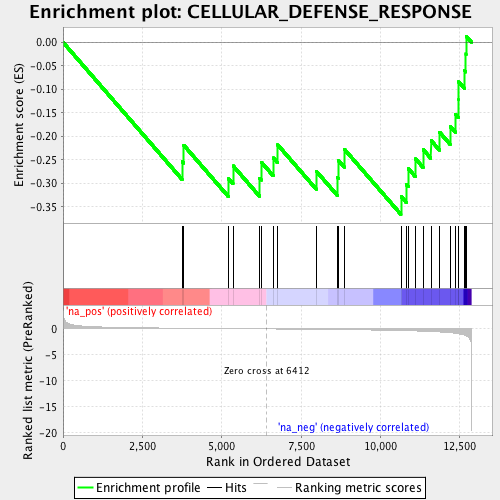 Enrichment plot: CELLULAR_DEFENSE_RESPONSE
Enrichment score (ES)
0.00
-0.05
-0.10
-0.15
-0.20
-0.25
-0.30
-0.35
'na_pos' (positively correlated)
Ranked list metric (PreRanked)
0
-5
-10
-15
-20
Zero cross at 6412
'na_neg' (negatively correlated)
0
2,500
5,000
7,500
10,000
12,500
Rank in Ordered Dataset
Enrichment profile
Hits
Ranking metric scores